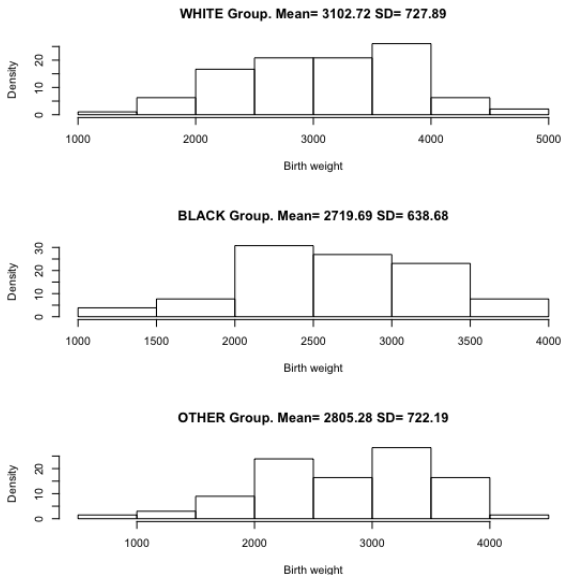 WHITE Group. Mean= 3102.72 SD= 727.89
Density
0 10 20
1000 2000 3000 4000 5000
Birth weight
BLACK Group. Mean= 2719.69 SD= 638.68
Density
0 10 20 30
1000 1500 2000 2500 3000 3500 4000
Birth weight
OTHER Group. Mean= 2805.28 SD= 722.19
Density
0 10 20
1000 2000 3000 4000
Birth weight